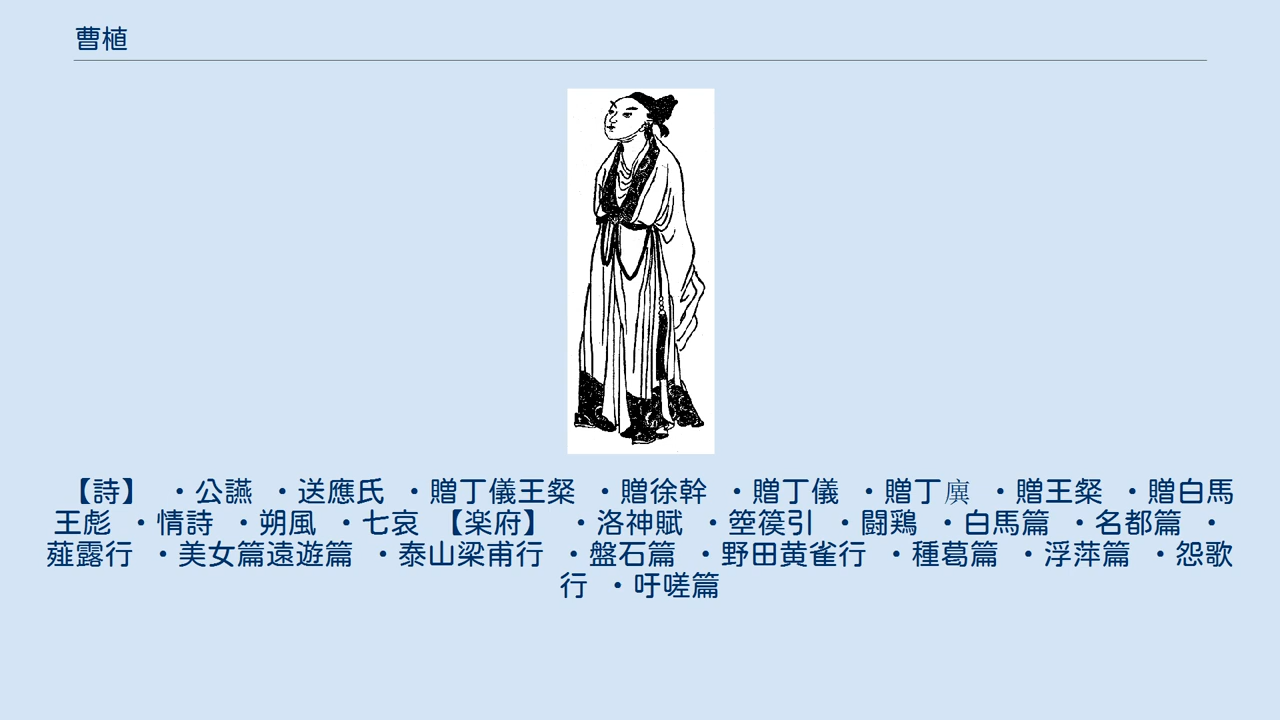 曹植
【詩】 ・公讌 ・送應氏 ・贈丁儀王粲 ・贈徐幹 ・贈丁儀 ・贈丁廙 ・贈王粲 ・贈白馬
王彪 ・情詩 ・朔風 ・七哀 【楽府】 ・洛神賦 ・箜篌引 ・闘鶏 ・白馬篇 ・名都篇 ・
薤露行 ・美女篇遠遊篇 ・泰山梁甫行 ・盤石篇 ・野田黄雀行 ・種葛篇 ・浮萍篇 ・怨歌
行 ・吁嗟篇